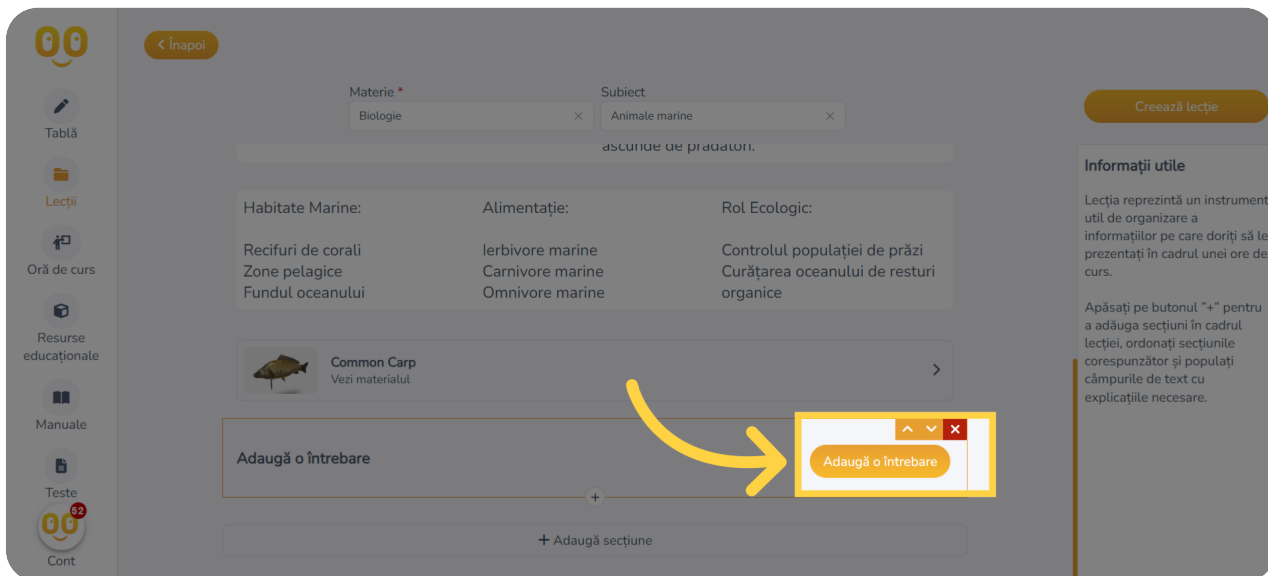 Înapoi
Materie *
Subiect
Biologie
Animale marine
Creează lecție
Tablă
Lecții
Oră de curs
Resurse
educaționale
Manuale
Teste
52
Cont
ascunde de prădători.
Habitate Marine:
Recifuri de corali
Zone pelagice
Fundul oceanului
Alimentație:
Ierbivore marine
Carnivore marine
Omnivore marine
Rol Ecologic:
Controlul populației de prăzi
Curățarea oceanului de resturi
organice
Common Carp
Vezi materialul
Adaugă o întrebare
Adaugă o întrebare
+
+ Adaugă secțiune
Informații utile
Lecția reprezintă un instrument
util de organizare a
informațiilor pe care doriți să le
prezentați în cadrul unei ore de
curs.
Apăsați pe butonul "+" pentru
a adăuga secțiuni în cadrul
lecției, ordonați secțiunile
corespunzător și populați
câmpurile de text cu
explicațiile necesare.